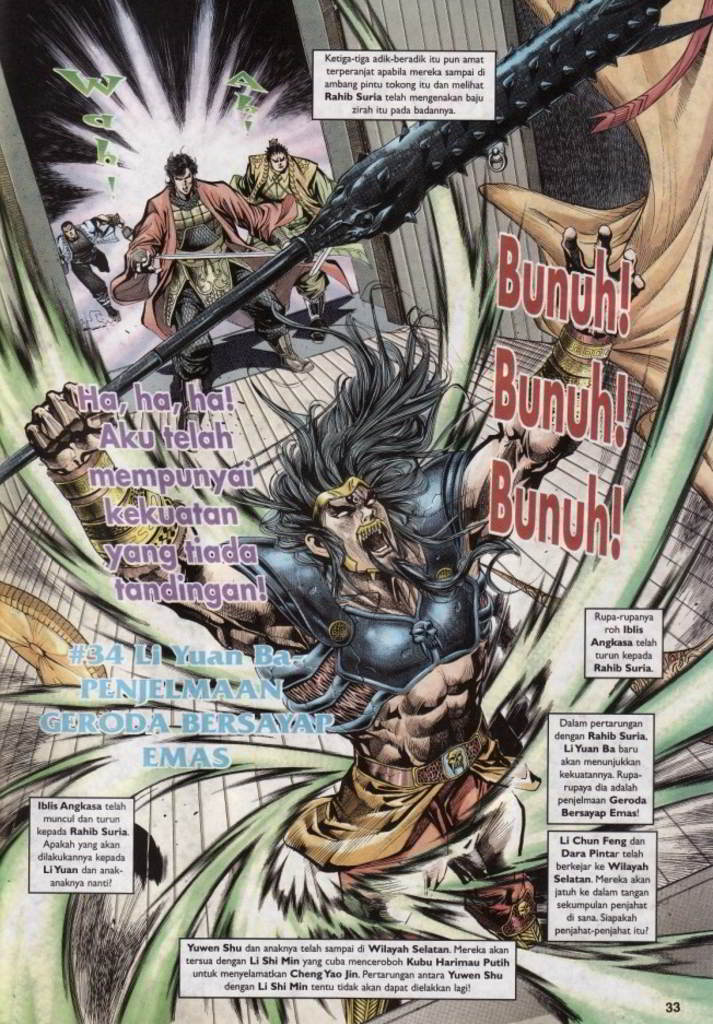 Ketiga-tiga adik-beradik itu pun amat
terperanjat apabila mereka sampai di
ambang pintu tokong itu dan melihat
Rahib Suria telah mengenakan baju
zirah itu pada badannya.
Wah!
Ah!
Bunuh!
Bunuh!
Bunuh!
Ha, ha, ha!
Aku telah
mempunyai
kekuatan
yang tiada
tandingan!
Rupa-rupanya
roh Iblis
Angkasa telah
turun kepada
Rahib Suria.
#34 Li Yuan Ba-
PENJELMAAN
GERODA BERSAYAP
EMAS
Dalam pertarungan
dengan Rahib Suria,
Li Yuan Ba baru
akan menunjukkan
kekuatannya. Rupa-
rupaya dia adalah
penjelmaan Geroda
Bersayap Emas!
Iblis Angkasa telah
muncul dan turun
kepada Rahib Suria.
Apakah yang akan
dilakukannya kepada
Li Yuan dan anak-
anaknya nanti?
Li Chun Feng dan
Dara Pintar telah
berkejar ke Wilayah
Selatan. Mereka akan
jatuh ke dalam tangan
sekumpulan penjahat
di sana. Siapakah
penjahat-penjahat itu?
Yuwen Shu dan anaknya telah sampai di Wilayah Selatan. Mereka akan
tersua dengan Li Shi Min yang cuba menceroboh Kubu Harimau Putih
untuk menyelamatkan Cheng Yao Jin. Pertarungan antara Yuwen Shu
dengan Li Shi Min tentu tidak akan dapat dielakkan lagi!
33